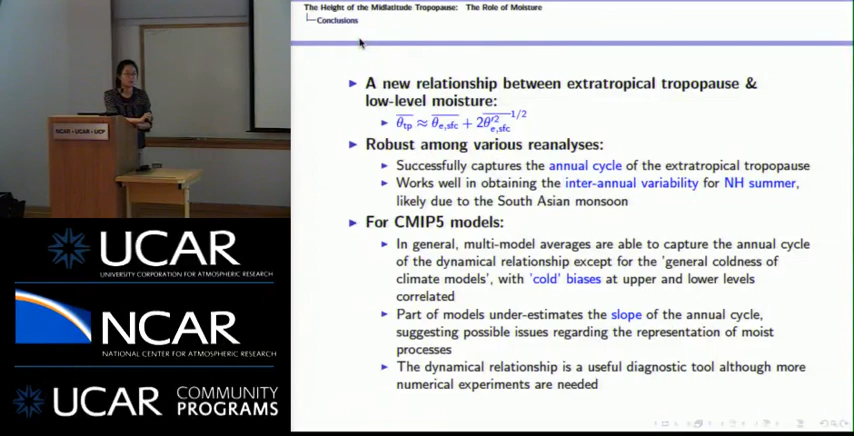 The Height of the Midlatitude Tropopause: The Role of Moisture
Conclusions
A new relationship between extratropical tropopause &
low-level moisture:
θ̅_tp ≈ θ̅_e,sfc + 2θ'²_e,sfc^1/2
Robust among various reanalyses:
Successfully captures the annual cycle of the extratropical tropopause
Works well in obtaining the inter-annual variability for NH summer,
likely due to the South Asian monsoon
For CMIP5 models:
In general, multi-model averages are able to capture the annual cycle
of the dynamical relationship except for the 'general coldness of
climate models', with 'cold' biases at upper and lower levels
correlated
Part of models under-estimates the slope of the annual cycle,
suggesting possible issues regarding the representation of moist
processes
The dynamical relationship is a useful diagnostic tool although more
numerical experiments are needed
NCAR · UCAR · UCP
UCAR
UNIVERSITY CORPORATION FOR ATMOSPHERIC RESEARCH
NCAR
NATIONAL CENTER FOR ATMOSPHERIC RESEARCH
UCAR
COMMUNITY
PROGRAMS